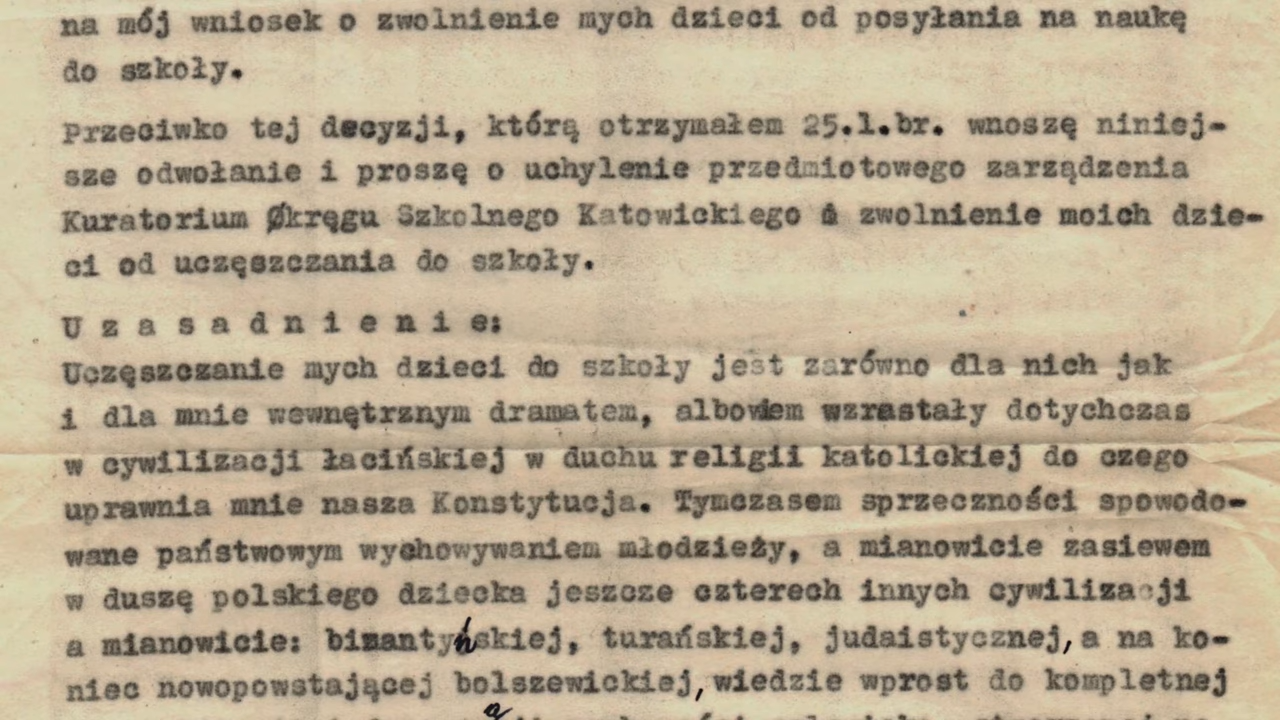 na mój wniosek o zwolnienie mych dzieci od posyłania na naukę
do szkoły.
Przeciwko tej decyzji, którą otrzymałem 25.1.br. wnoszę niniej-
sze odwołanie i proszę o uchylenie przedmiotowego zarządzenia
Kuratorium Økręgu Szkolnego Katowickiego i zwolnienie moich dzie-
ci od uczęszczania do szkoły.
U z a s a d n i e n i e:
Uczęszczanie mych dzieci do szkoły jest zarówno dla nich jak
i dla mnie wewnętrznym dramatem, albowiem wzrastały dotychczas
w cywilizacji łacińskiej w duchu religii katolickiej do czego
uprawnia mnie nasza Konstytucja. Tymczasem sprzeczności spowodo-
wane państwowym wychowywaniem młodzieży, a mianowicie zasiewem
w duszę polskiego dziecka jeszcze czterech innych cywilizacji
a mianowicie: bizantyńskiej, turańskiej, judaistycznej, a na ko-
niec nowopowstającej bolszewickiej, wiedzie wprost do kompletnej